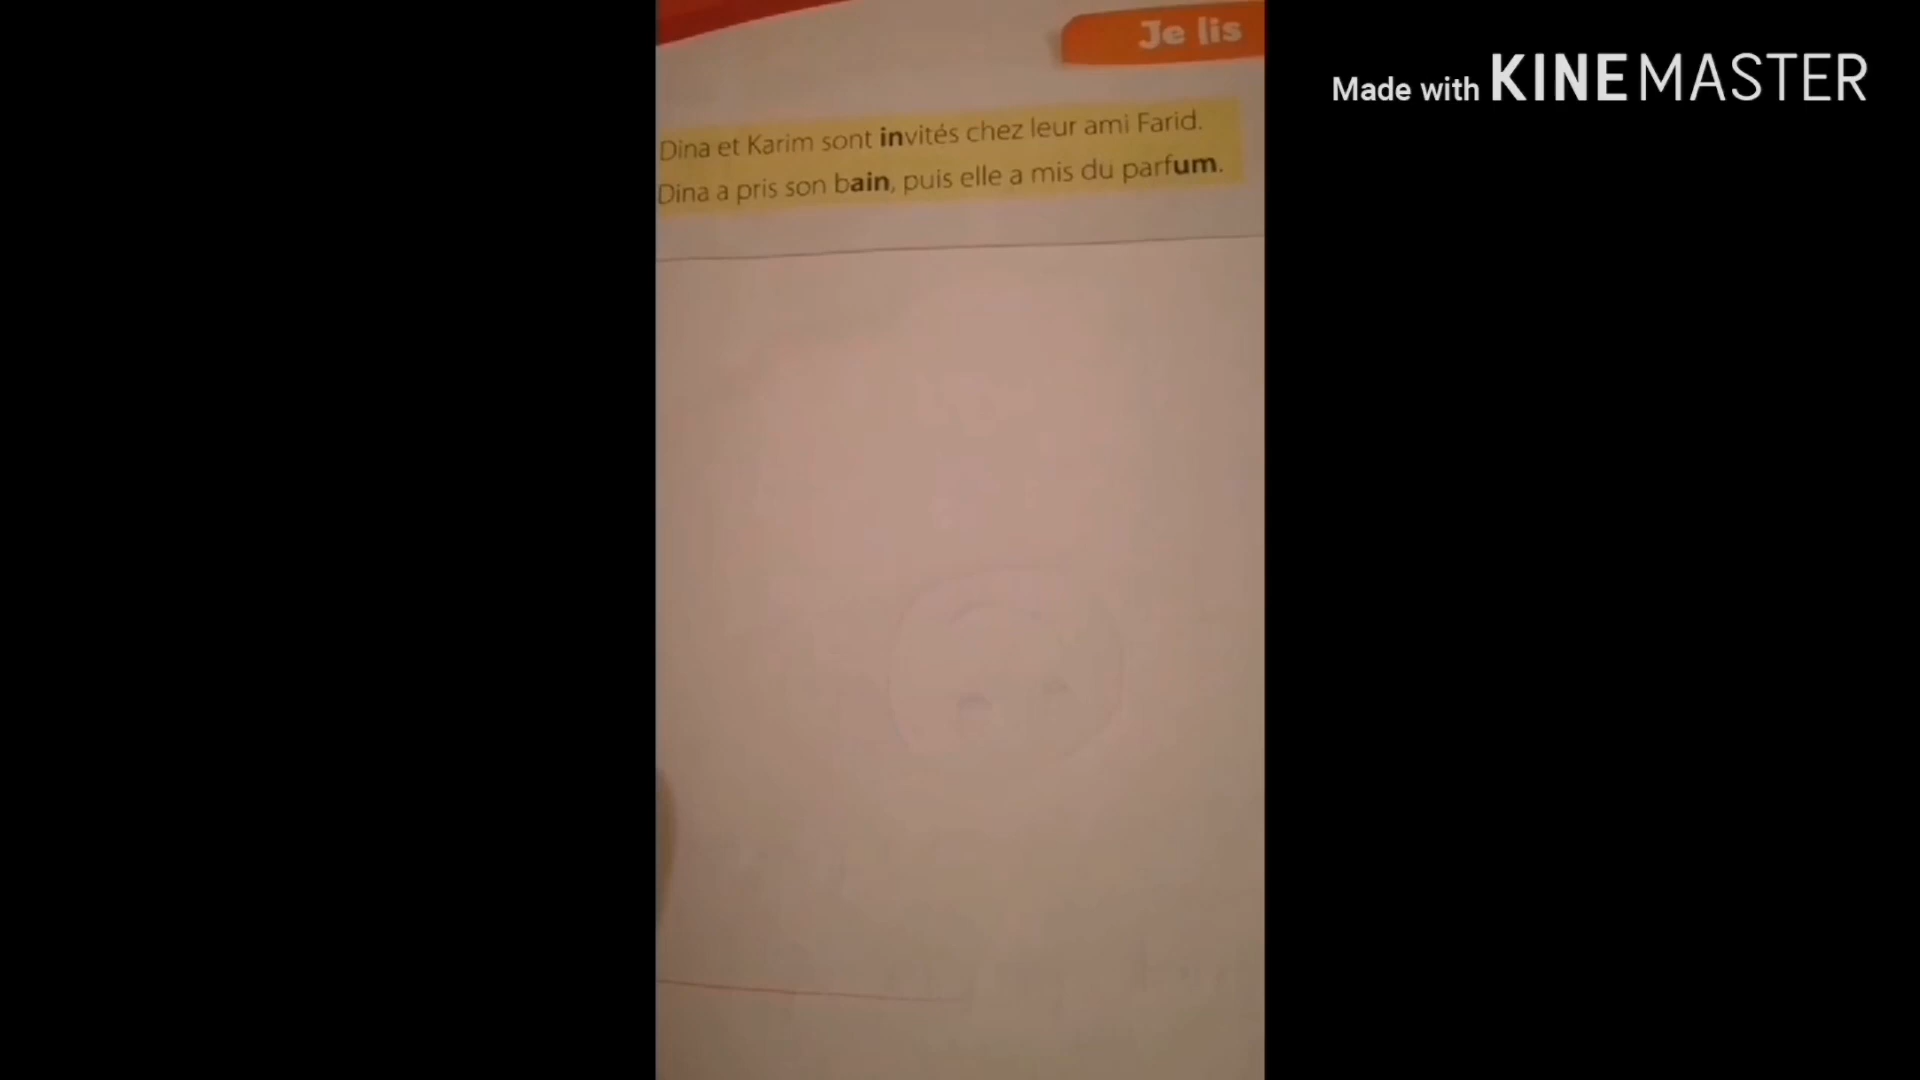 Je lis
Made with KINEMASTER
Dina et Karim sont invités chez leur ami Farid.
Dina a pris son bain, puis elle a mis du parfum.